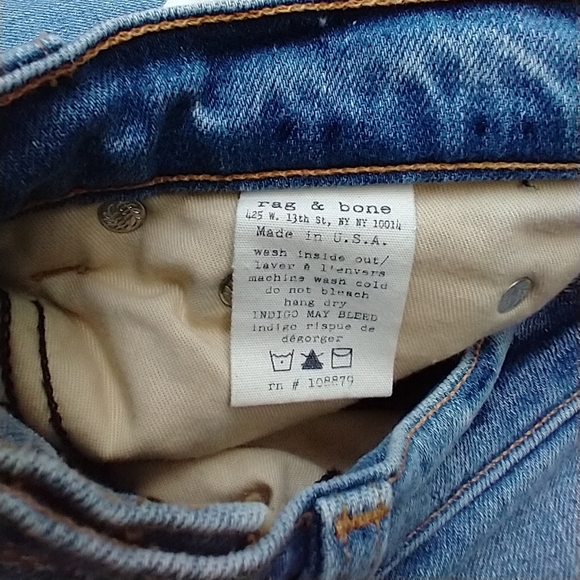 rag & bone
425 W. 13th St, NY NY 10014
Made in U.S.A.
wash inside out/
laver à l'envers
machine wash cold
do not bleach
hang dry
INDIGO MAY BLEED
indigo risque de
dégorger
rn # 108879